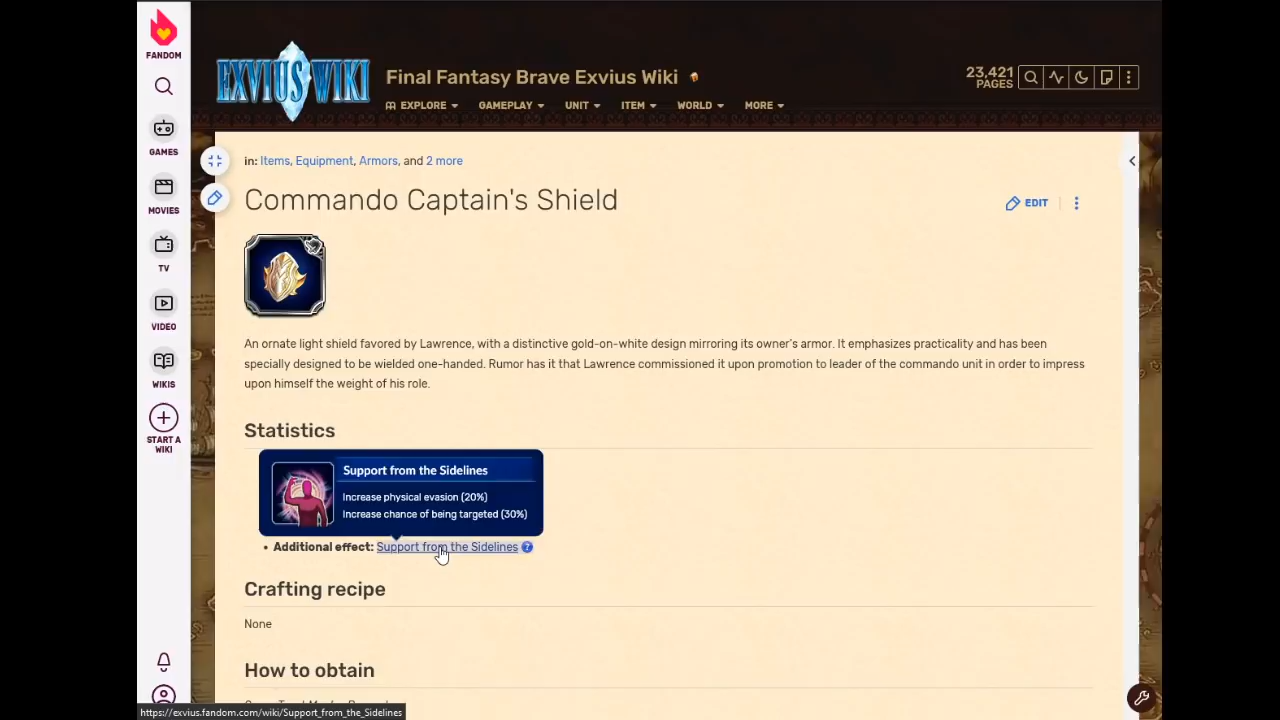 FANDOM
GAMES
MOVIES
TV
VIDEO
WIKIS
START A
WIKI
EXVIUS WIKI
Final Fantasy Brave Exvius Wiki
EXPLORE
GAMEPLAY
UNIT
ITEM
WORLD
MORE
23,421
PAGES
in: Items, Equipment, Armors, and 2 more
Commando Captain's Shield
EDIT
An ornate light shield favored by Lawrence, with a distinctive gold-on-white design mirroring its owner's armor. It emphasizes practicality and has been
specially designed to be wielded one-handed. Rumor has it that Lawrence commissioned it upon promotion to leader of the commando unit in order to impress
upon himself the weight of his role.
Statistics
Support from the Sidelines
Increase physical evasion (20%)
Increase chance of being targeted (30%)
• Additional effect: Support from the Sidelines ?
Crafting recipe
None
How to obtain
https://exvius.fandom.com/wiki/Support_from_the_Sidelines